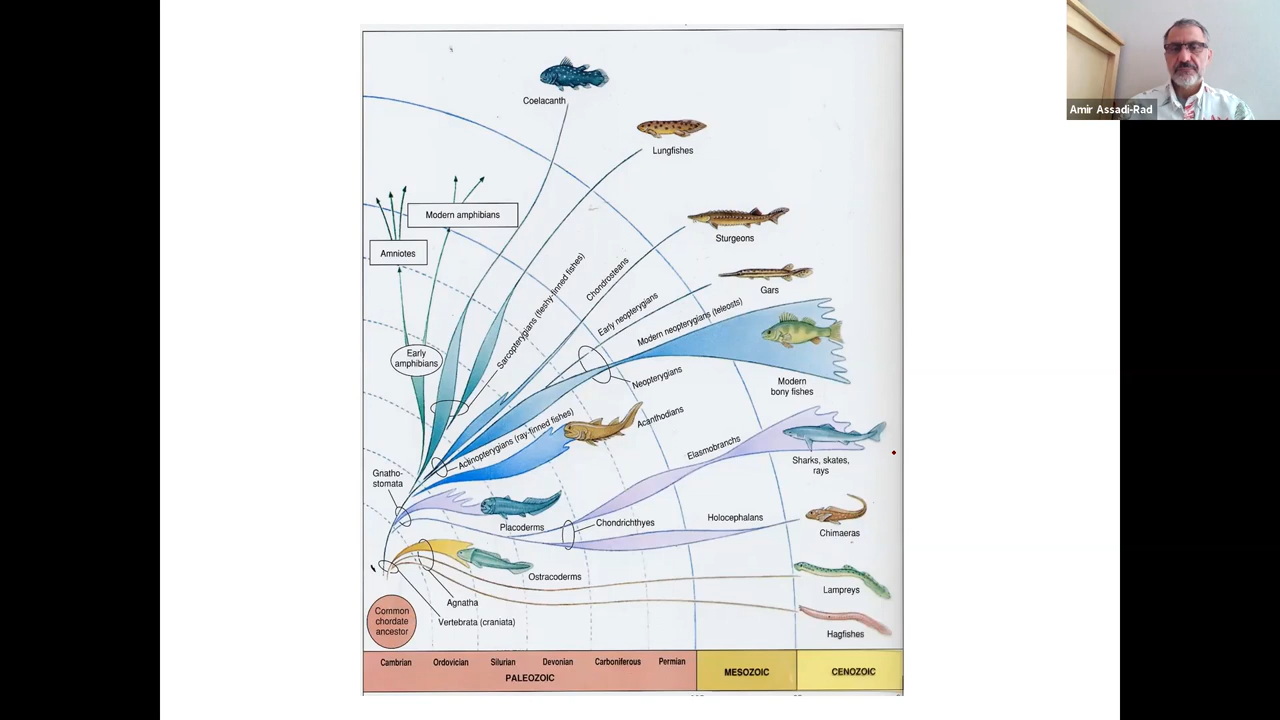 Amir Assadi-Rad
Coelacanth
Lungfishes
Modern amphibians
Sturgeons
Amniotes
Gars
Sarcopterygians (fleshy-finned fishes)
Chondrosteans
Early neopterygians
Modern neopterygians (teleosts)
Early
amphibians
Neopterygians
Modern
bony fishes
Actinopterygians (ray-finned fishes)
Acanthodians
Elasmobranchs
Sharks, skates,
rays
Gnatho-
stomata
Placoderms
Chondrichthyes
Holocephalans
Chimaeras
Ostracoderms
Lampreys
Agnatha
Common
chordate
ancestor
Vertebrata (craniata)
Hagfishes
Cambrian Ordovician Silurian Devonian Carboniferous Permian
PALEOZOIC MESOZOIC CENOZOIC